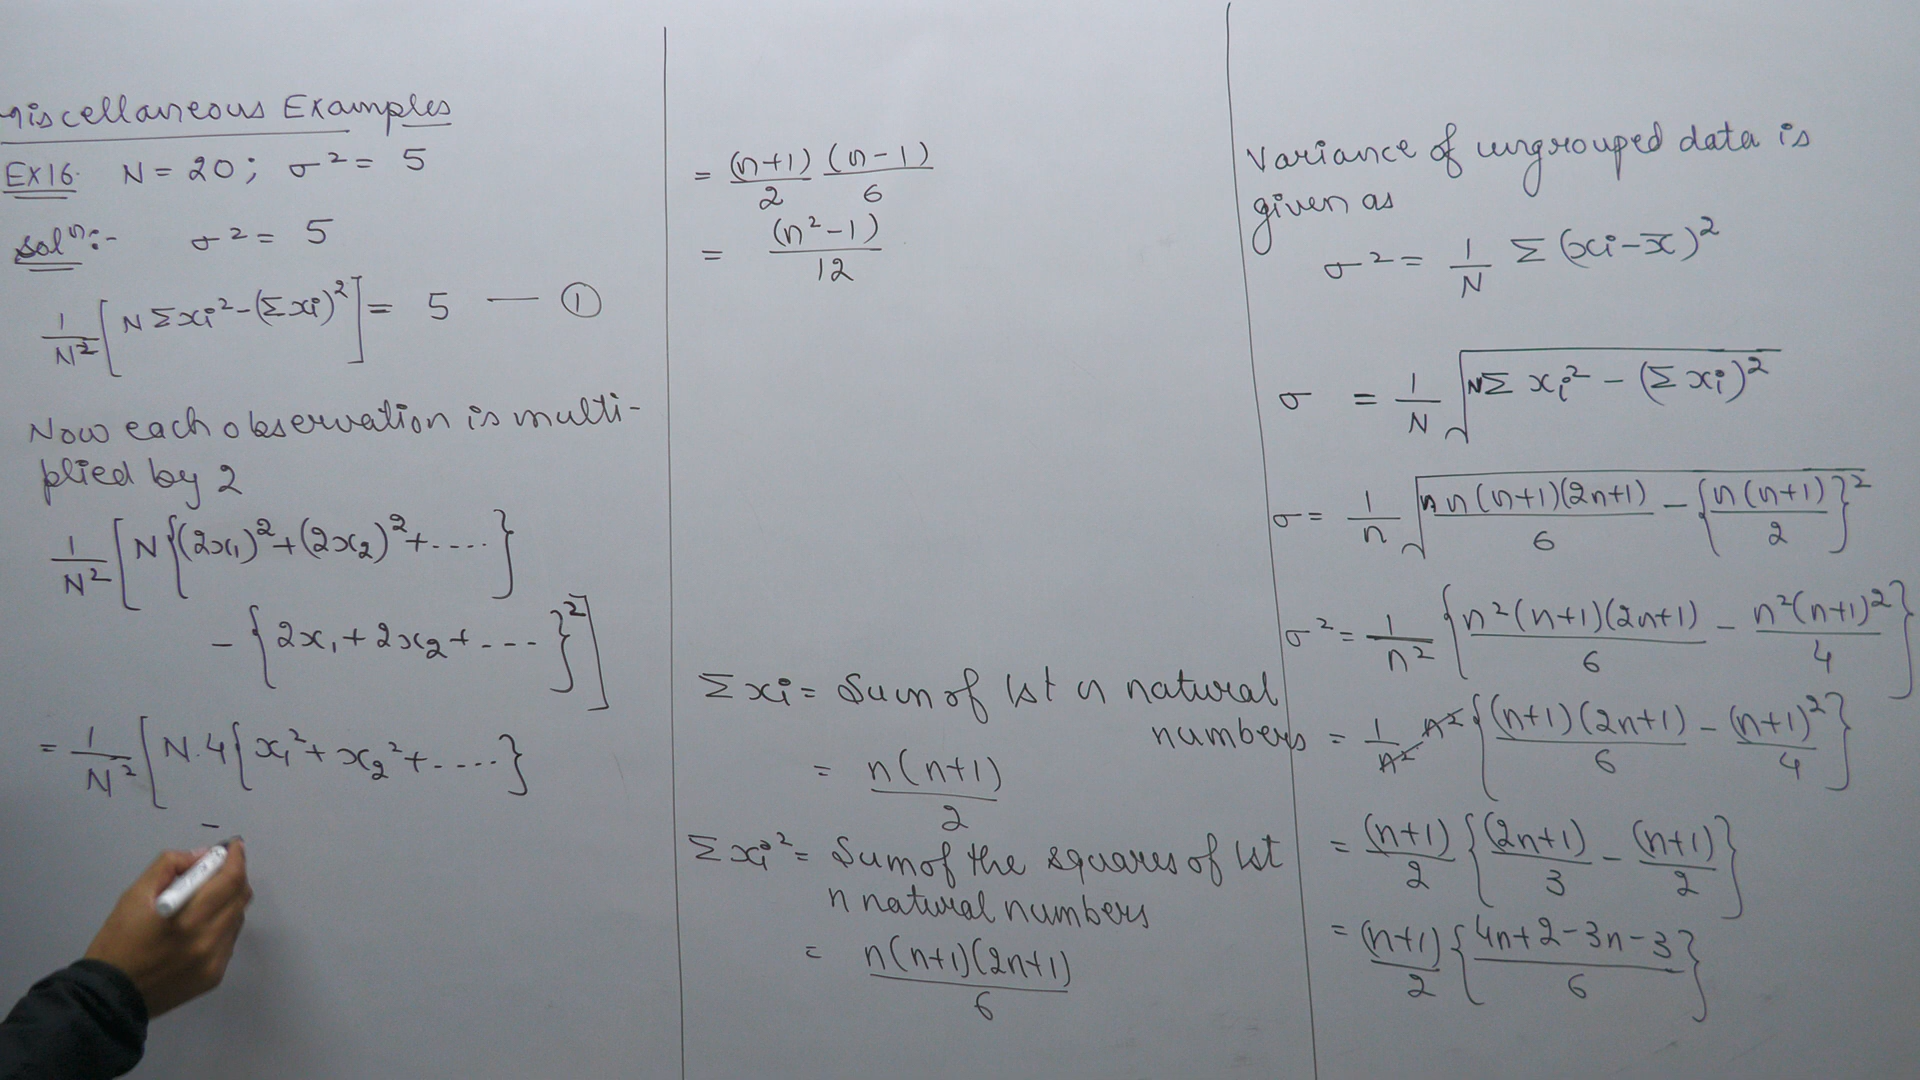 Miscellaneous Examples
EX16. N = 20; σ² = 5
Solⁿ:- σ² = 5
1/N² [N Σxi² - (Σxi)²] = 5 — ①
Now each observation is multi-
plied by 2
1/N² [N {(2x₁)² + (2x₂)² + ....}
- {2x₁ + 2x₂ + ....}²]
= 1/N² [N.4 {x₁² + x₂² + ....}
-
= (n+1)/2 (n-1)/6
= (n²-1)/12
Σxi = Sum of 1st n natural
numbers
= n(n+1)/2
Σxi² = Sum of the squares of 1st
n natural numbers
= n(n+1)(2n+1)/6
Variance of ungrouped data is
given as
σ² = 1/N Σ(xi-x̄)²
σ = 1/N √(NΣxi² - (Σxi)²)
σ = 1/n √(n n(n+1)(2n+1)/6 - {n(n+1)/2}²)
σ² = 1/n² {n²(n+1)(2n+1)/6 - n²(n+1)²/4}
= 1/n² n² {(n+1)(2n+1)/6 - (n+1)²/4}
= (n+1)/2 {(2n+1)/3 - (n+1)/2}
= (n+1)/2 {4n+2-3n-3/6}